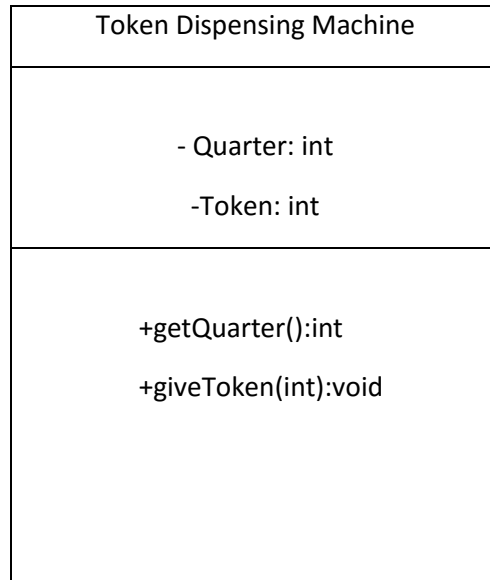 Token Dispensing Machine
- Quarter: int
-Token: int
+getQuarter():int
+giveToken(int):void